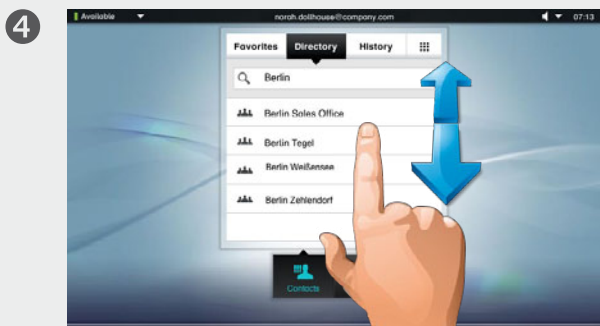 4
Available norah.dollhouse@company.com 07:13
Favorites Directory History
Berlin
Berlin Sales Office
Berlin Tegel
Berlin Weißensee
Berlin Zehlendorf
Contacts